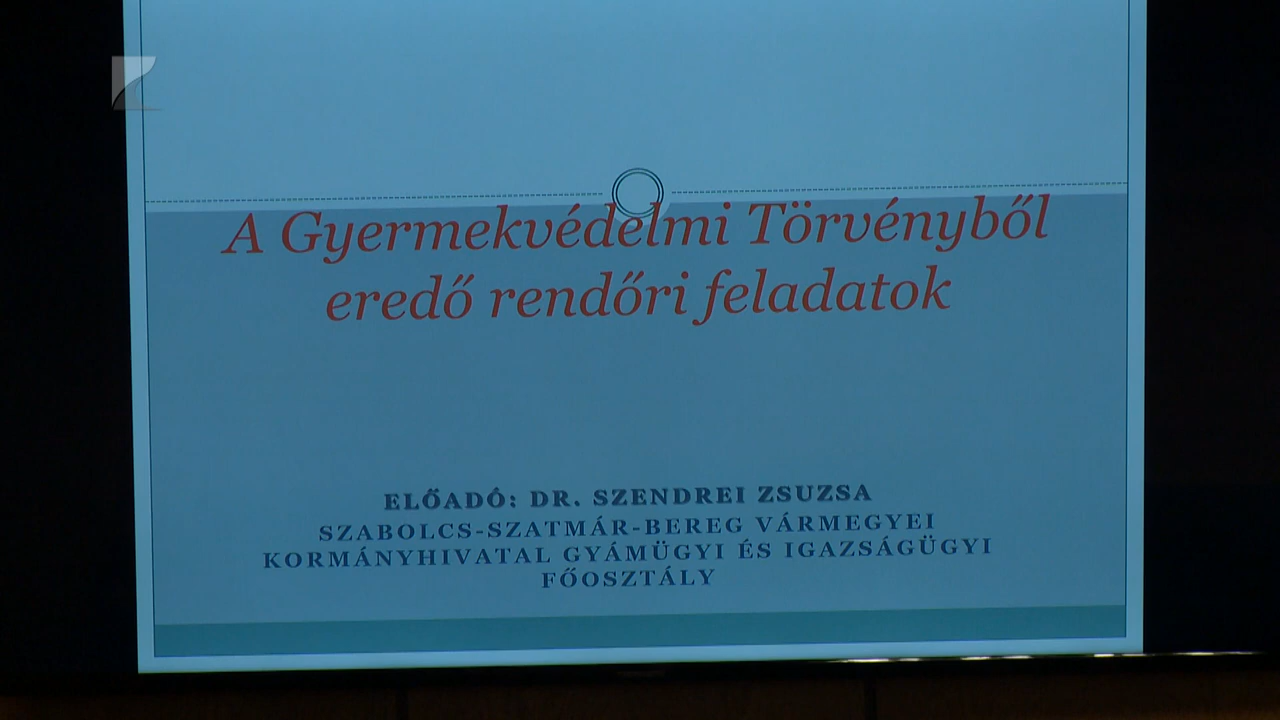 A Gyermekvédelmi Törvényből
eredő rendőri feladatok
ELŐADÓ: DR. SZENDREI ZSUZSA
SZABOLCS-SZATMÁR-BEREG VÁRMEGYEI
KORMÁNYHIVATAL GYÁMÜGYI ÉS IGAZSÁGÜGYI
FŐOSZTÁLY